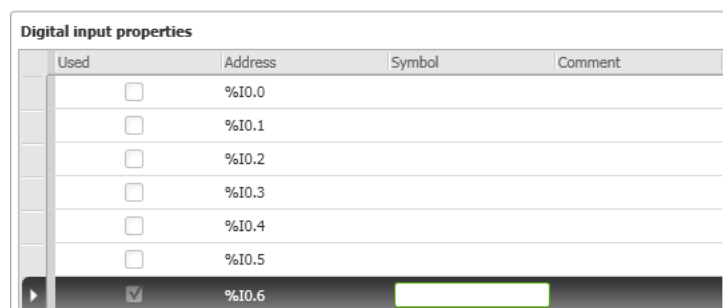 Digital input properties
Used Address Symbol Comment
%I0.0
%I0.1
%I0.2
%I0.3
%I0.4
%I0.5
%I0.6